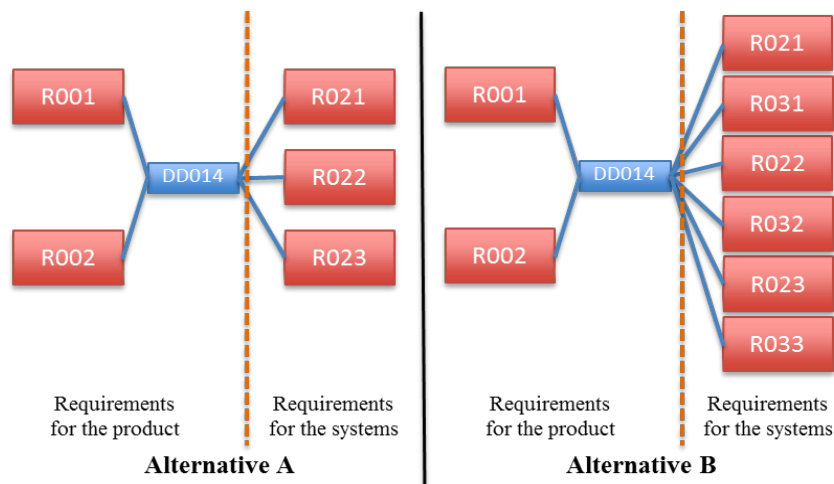 R001
R002
DD014
R021
R022
R023
Requirements
for the product
Requirements
for the systems
Alternative A
R001
R002
DD014
R021
R031
R022
R032
R023
R033
Requirements
for the product
Requirements
for the systems
Alternative B